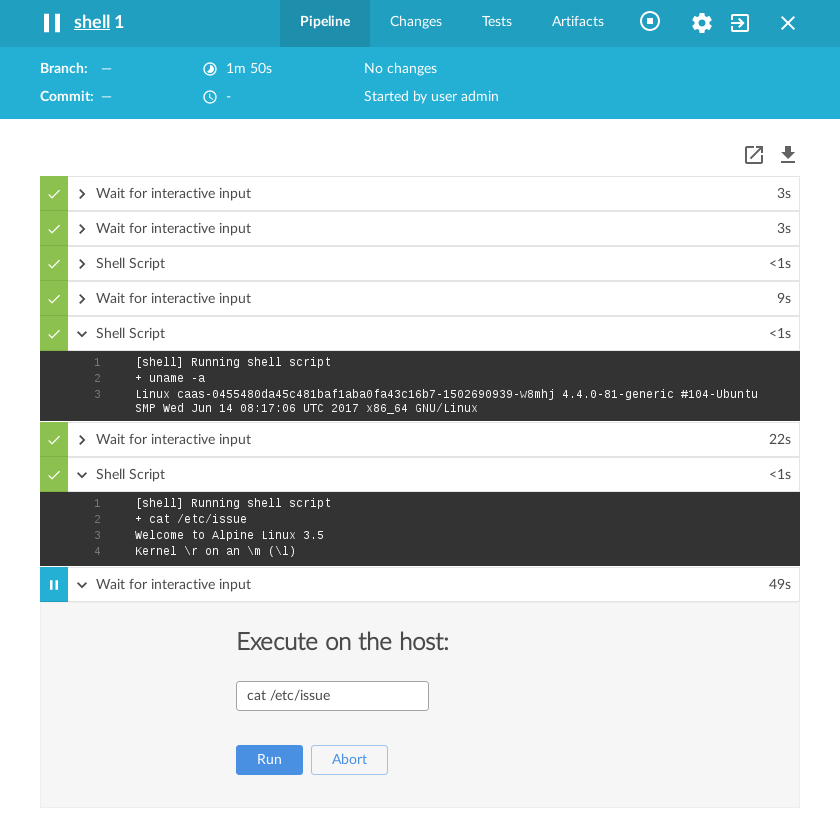 shell 1 Pipeline Changes Tests Artifacts
Branch: — 1m 50s No changes
Commit: — - Started by user admin
Wait for interactive input 3s
Wait for interactive input 3s
Shell Script <1s
Wait for interactive input 9s
Shell Script <1s
1 [shell] Running shell script
2 + uname -a
3 Linux caas-0455480da45c481baf1aba0fa43c16b7-1502690939-w8mhj 4.4.0-81-generic #104-Ubuntu
SMP Wed Jun 14 08:17:06 UTC 2017 x86_64 GNU/Linux
Wait for interactive input 22s
Shell Script <1s
1 [shell] Running shell script
2 + cat /etc/issue
3 Welcome to Alpine Linux 3.5
4 Kernel \r on an \m (\l)
Wait for interactive input 49s
Execute on the host:
cat /etc/issue
Run Abort